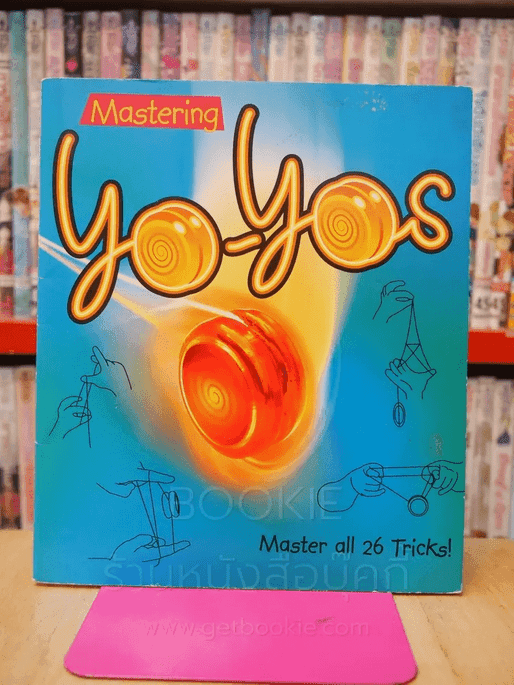 Mastering
Yo-Yos
Master all 26 Tricks!
BOOKIE
ร้านหนังสือบุ๊คกี้
www.getbookie.com
4541